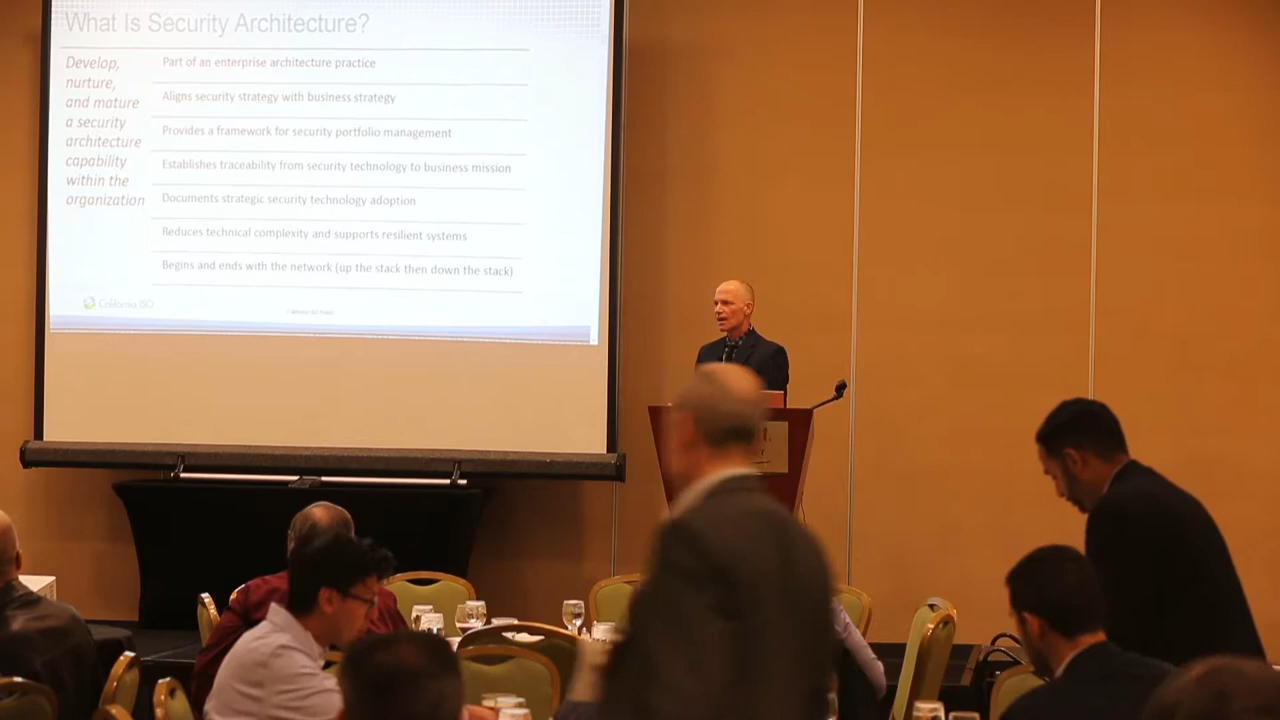 What Is Security Architecture?
Develop,
nurture,
and mature
a security
architecture
capability
within the
organization
Part of an enterprise architecture practice
Aligns security strategy with business strategy
Provides a framework for security portfolio management
Establishes traceability from security technology to business mission
Documents strategic security technology adoption
Reduces technical complexity and supports resilient systems
Begins and ends with the network (up the stack then down the stack)
California ISO